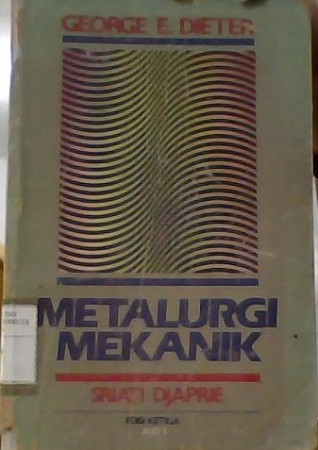 GEORGE E. DIETER
METALURGI
MEKANIK
SRIATI DJAPRIE
EDISI KETIGA